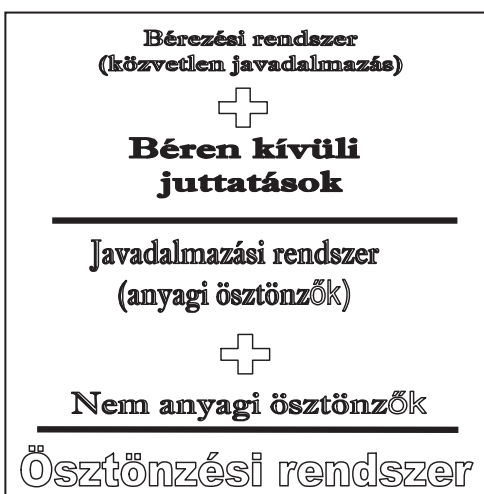 Bérezési rendszer
(közvetlen javadalmazás)
Béren kívüli
juttatások
Javadalmazási rendszer
(anyagi ösztönzők)
Nem anyagi ösztönzők
Ösztönzési rendszer